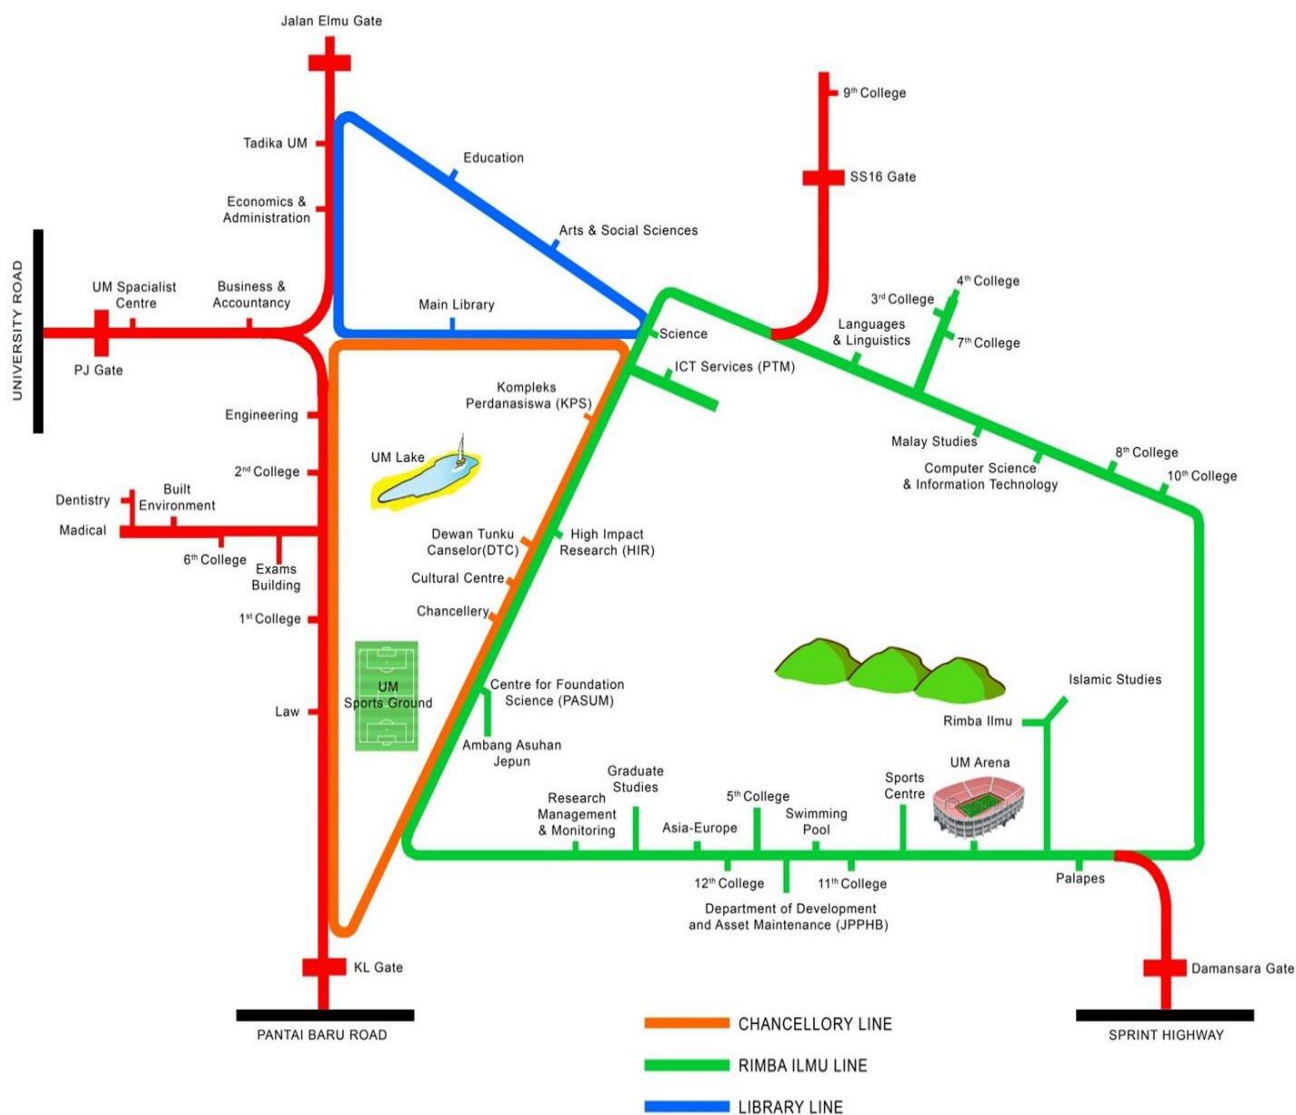 Jalan Elmu Gate
9th College
Tadika UM
Education
SS16 Gate
Economics &
Administration
Arts & Social Sciences
UNIVERSITY ROAD
UM Spacialist
Centre
Business &
Accountancy
Main Library
PJ Gate
Science
ICT Services (PTM)
4th College
3rd College
Languages
& Linguistics
7th College
Kompleks
Perdanasiswa (KPS)
Engineering
Malay Studies
UM Lake
2nd College
Computer Science
& Information Technology
8th College
10th College
Dentistry
Built
Environment
Madical
6th College
Exams
Building
Dewan Tunku
Canselor(DTC)
High Impact
Research (HIR)
Cultural Centre
Chancellery
1st College
UM
Sports Ground
Law
Centre for Foundation
Science (PASUM)
Ambang Asuhan
Jepun
Islamic Studies
Rimba Ilmu
UM Arena
Graduate
Studies
Research
Management
& Monitoring
Asia-Europe
5th College
Swimming
Pool
Sports
Centre
12th College
11th College
Palapes
Department of Development
and Asset Maintenance (JPPHB)
KL Gate
Damansara Gate
PANTAI BARU ROAD
SPRINT HIGHWAY
CHANCELLORY LINE
RIMBA ILMU LINE
LIBRARY LINE